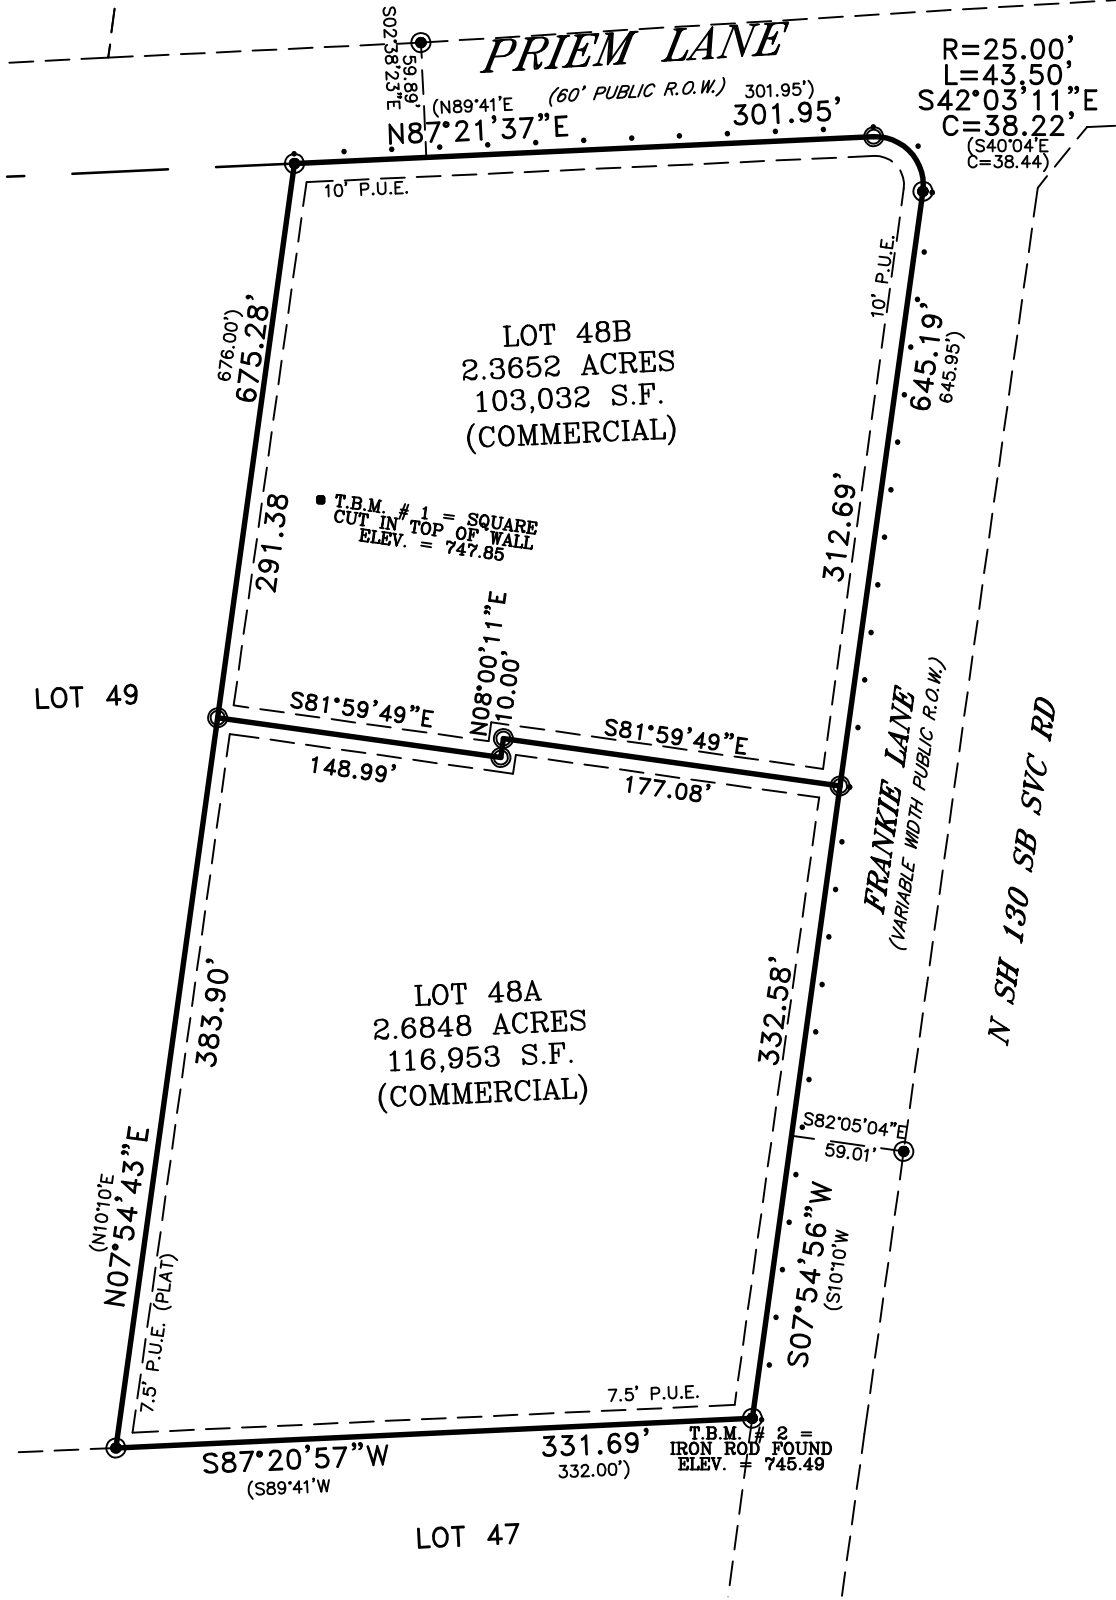 S02°38'23"E
59.89'
PRIEM LANE
(60' PUBLIC R.O.W.)
(N89°41'E
301.95')
N87°21'37"E
301.95'
R=25.00'
L=43.50'
S42°03'11"E
C=38.22'
(S40°04'E
C=38.44)
10' P.U.E.
10' P.U.E.
(676.00')
675.28'
645.19'
645.95')
LOT 48B
2.3652 ACRES
103,032 S.F.
(COMMERCIAL)
T.B.M. # 1 = SQUARE
CUT IN TOP OF WALL
ELEV. = 747.85
291.38
312.69'
N08°00'11"E
10.00'
LOT 49
S81°59'49"E
148.99'
S81°59'49"E
177.08'
FRANKIE LANE
(VARIABLE WIDTH PUBLIC R.O.W.)
N SH 130 SB SVC RD
383.90'
LOT 48A
2.6848 ACRES
116,953 S.F.
(COMMERCIAL)
332.58'
S82°05'04"E
59.01'
(N10°10'E
N07°54'43"E
S07°54'56"W
(S10°10'W
7.5' P.U.E. (PLAT)
7.5' P.U.E.
S87°20'57"W
331.69'
(S89°41'W
332.00')
T.B.M. # 2 =
IRON ROD FOUND
ELEV. = 745.49
LOT 47